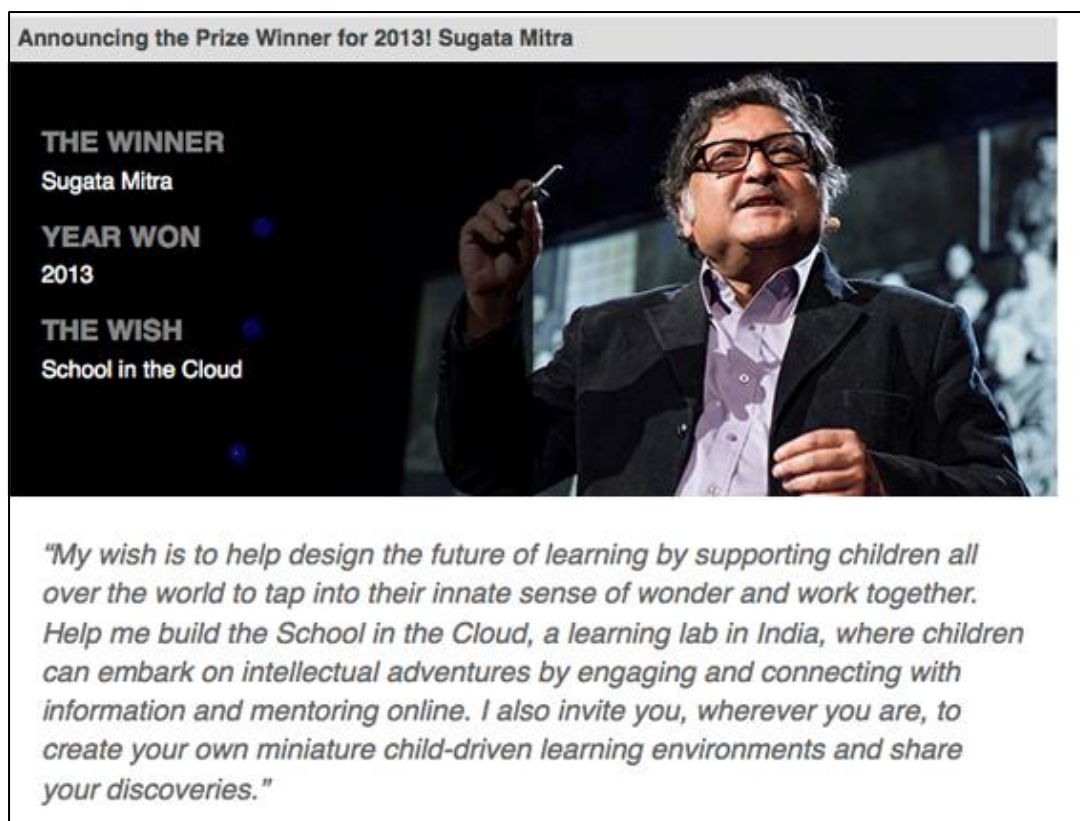 Announcing the Prize Winner for 2013! Sugata Mitra
THE WINNER
Sugata Mitra
YEAR WON
2013
THE WISH
School in the Cloud
“My wish is to help design the future of learning by supporting children all
over the world to tap into their innate sense of wonder and work together.
Help me build the School in the Cloud, a learning lab in India, where children
can embark on intellectual adventures by engaging and connecting with
information and mentoring online. I also invite you, wherever you are, to
create your own miniature child-driven learning environments and share
your discoveries.”